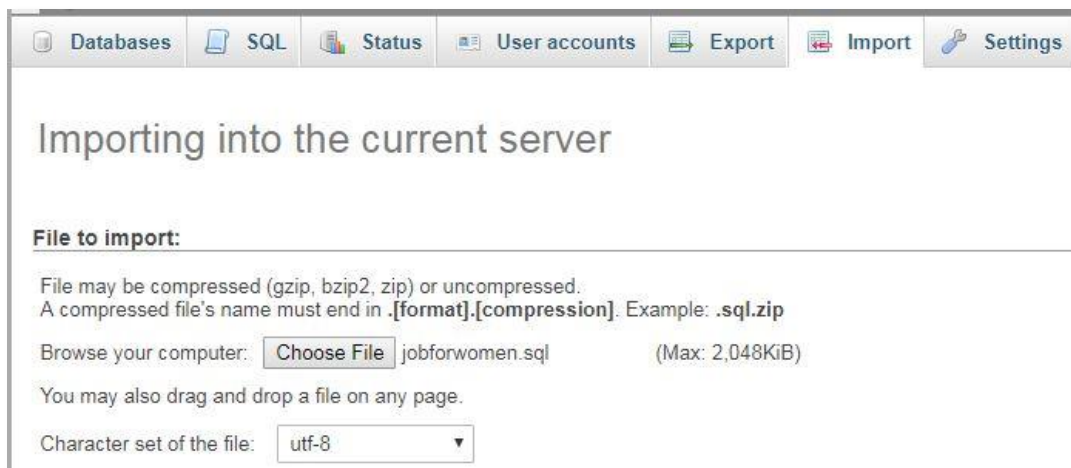 Databases SQL Status User accounts Export Import Settings
Importing into the current server
File to import:
File may be compressed (gzip, bzip2, zip) or uncompressed.
A compressed file's name must end in .[format].[compression]. Example: .sql.zip
Browse your computer: Choose File jobforwomen.sql (Max: 2,048KiB)
You may also drag and drop a file on any page.
Character set of the file: utf-8